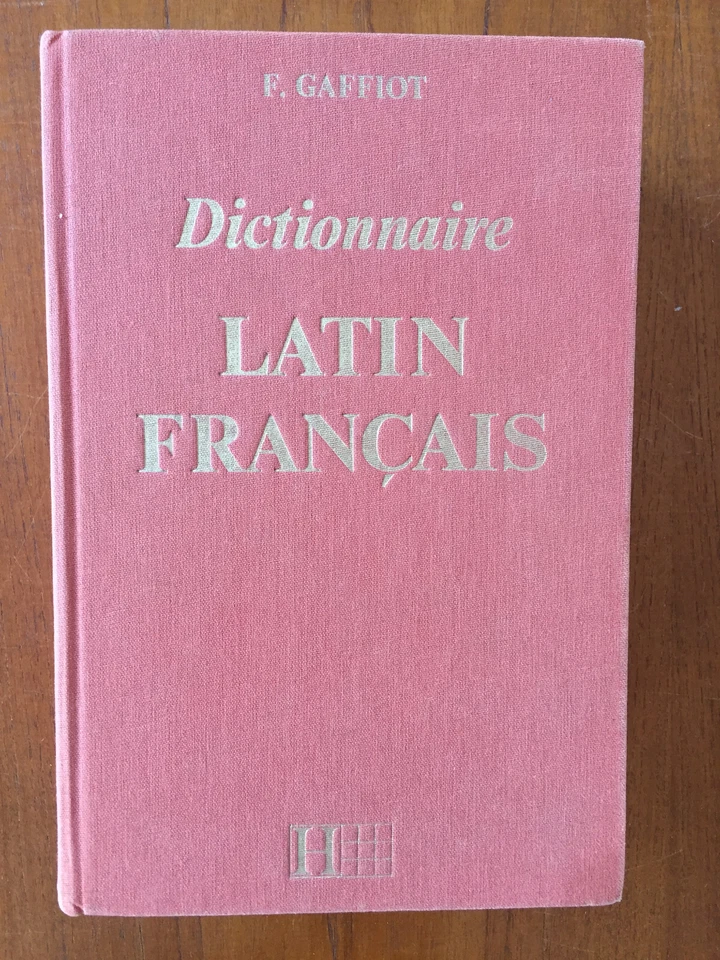 F. GAFFIOT
Dictionnaire
LATIN
FRANÇAIS
H